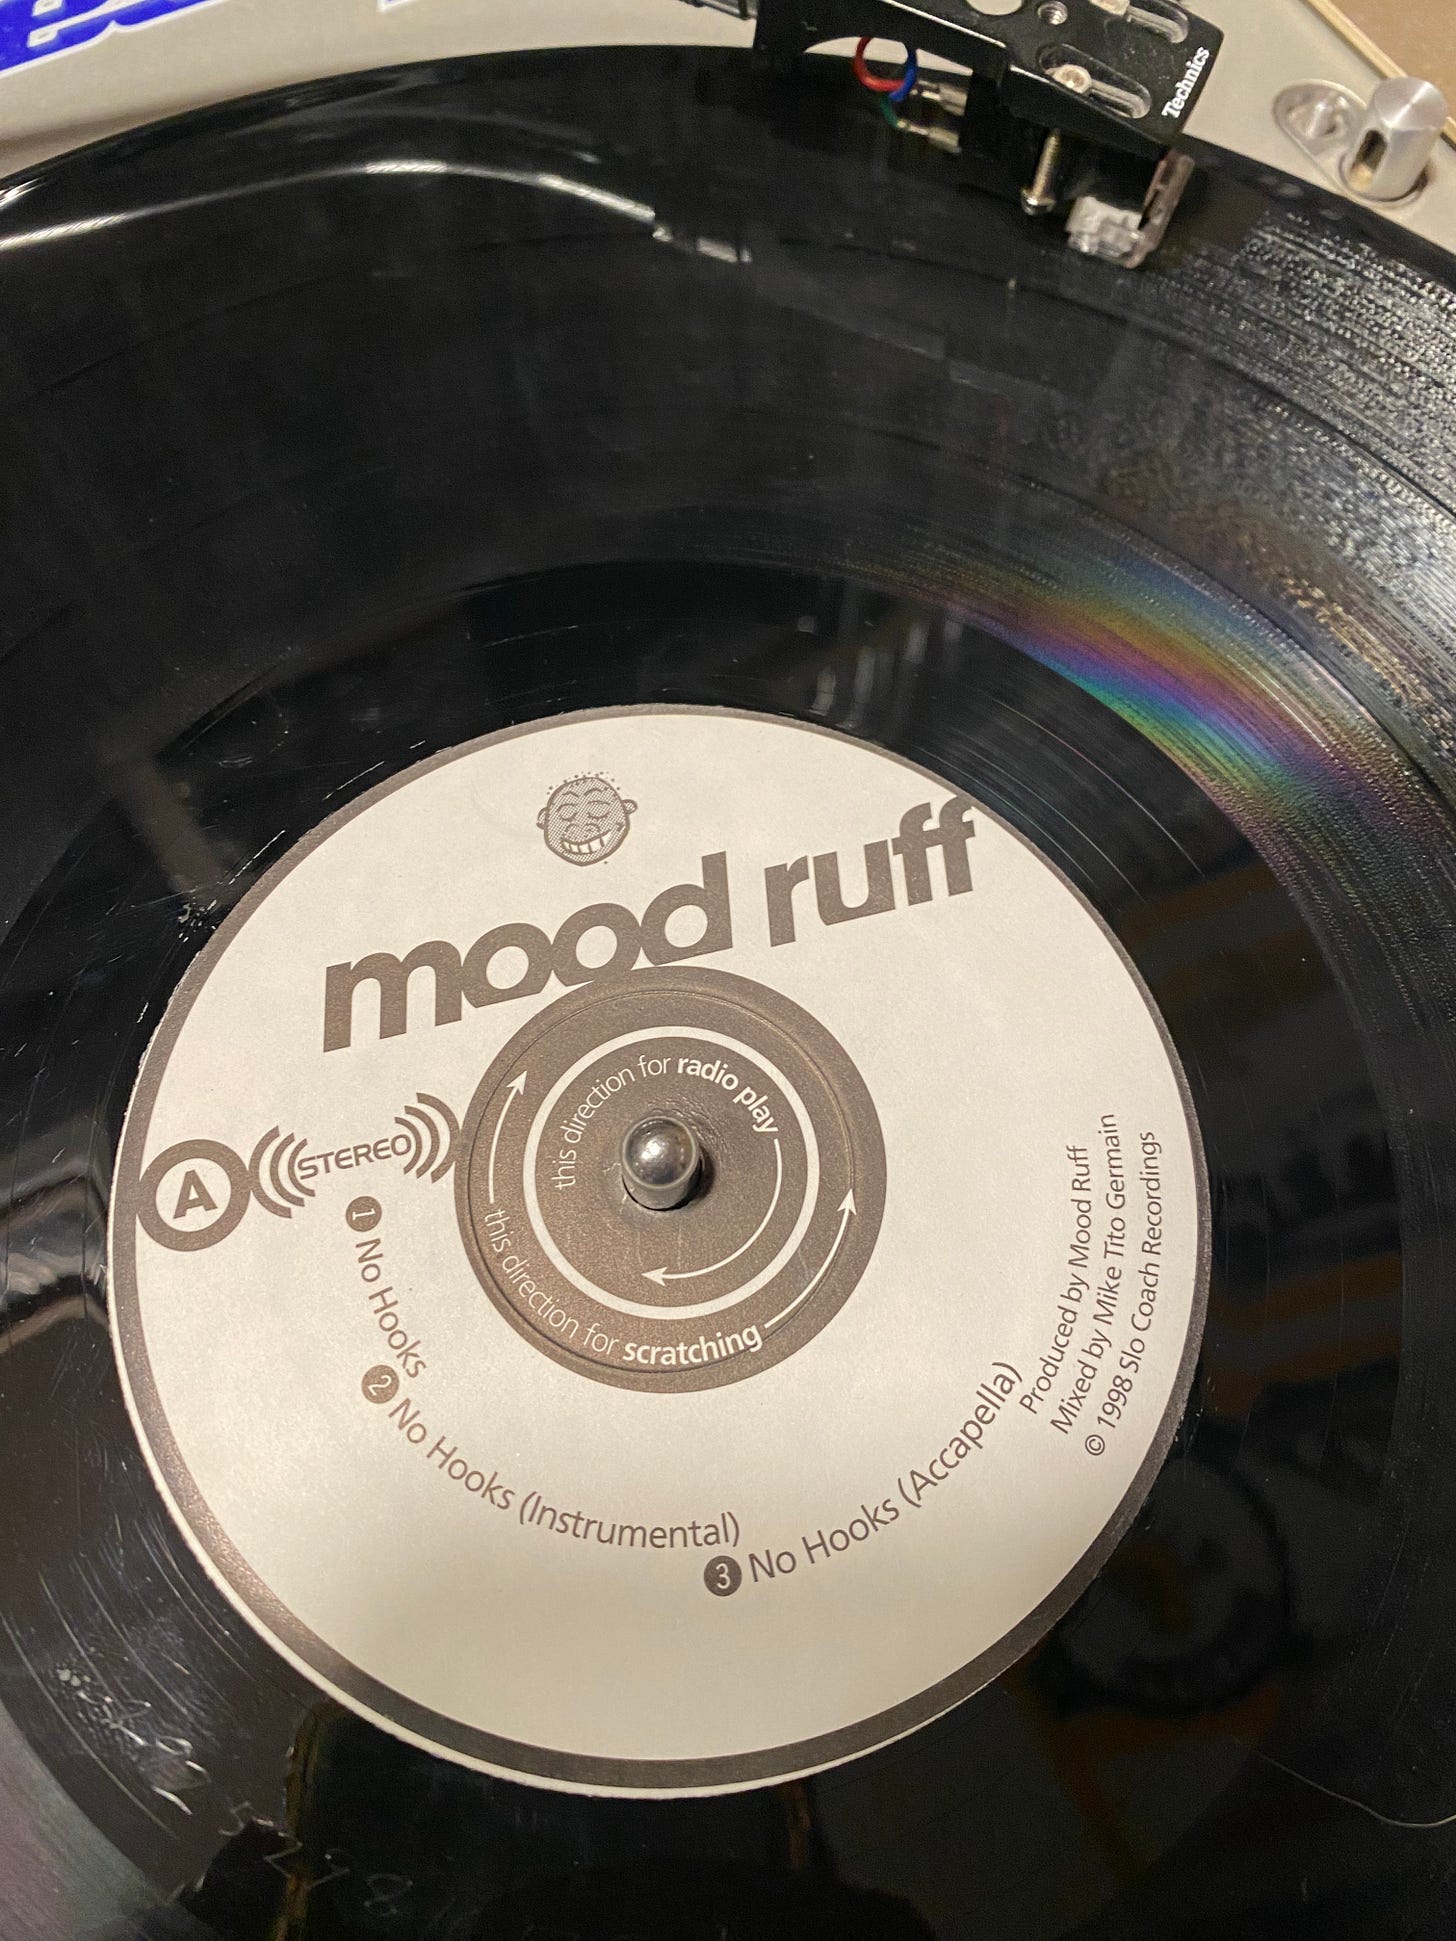 Technics
mood ruff
A
STEREO
this direction for radio play
this direction for scratching
1 No Hooks
2 No Hooks (Instrumental)
3 No Hooks (Accapella)
Produced by Mood Ruff
Mixed by Mike Tito Germain
© 1998 Slo Coach Recordings